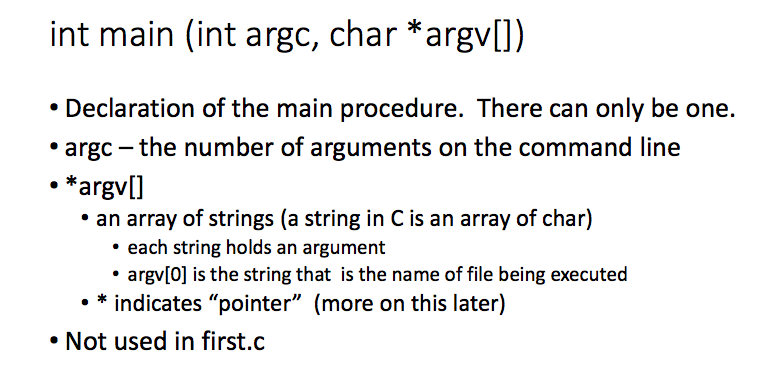 int main (int argc, char *argv[])
• Declaration of the main procedure.  There can only be one.
• argc – the number of arguments on the command line
• *argv[]
• an array of strings (a string in C is an array of char)
• each string holds an argument
• argv[0] is the string that  is the name of file being executed
• * indicates “pointer”  (more on this later)
• Not used in first.c